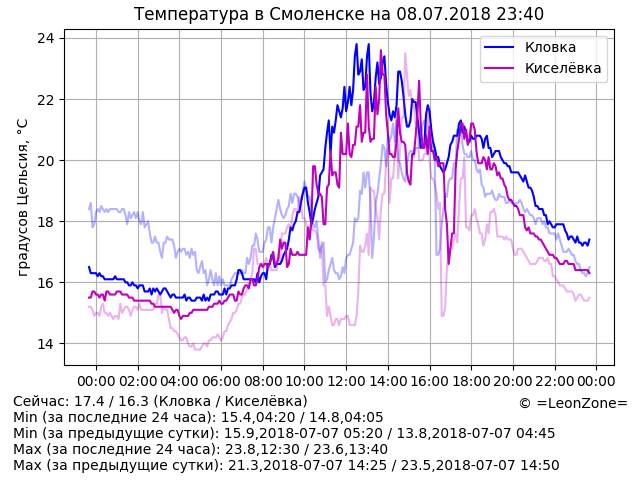 Температура в Смоленске на 08.07.2018 23:40
Кловка
Киселёвка
градусов Цельсия, °C
24
22
20
18
16
14
00:00 02:00 04:00 06:00 08:00 10:00 12:00 14:00 16:00 18:00 20:00 22:00 00:00
Сейчас: 17.4 / 16.3 (Кловка / Киселёвка)
© =LeonZone=
Min (за последние 24 часа): 15.4,04:20 / 14.8,04:05
Min (за предыдущие сутки): 15.9,2018-07-07 05:20 / 13.8,2018-07-07 04:45
Max (за последние 24 часа): 23.8,12:30 / 23.6,13:40
Max (за предыдущие сутки): 21.3,2018-07-07 14:25 / 23.5,2018-07-07 14:50